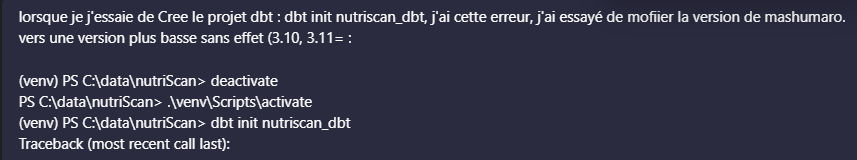 lorsque je j'essaie de Cree le projet dbt : dbt init nutriscan_dbt, j'ai cette erreur, j'ai essayé de mofiier la version de mashumaro.
vers une version plus basse sans effet (3.10, 3.11= :
(venv) PS C:\data\nutriScan> deactivate
PS C:\data\nutriScan> .\venv\Scripts\activate
(venv) PS C:\data\nutriScan> dbt init nutriscan_dbt
Traceback (most recent call last):